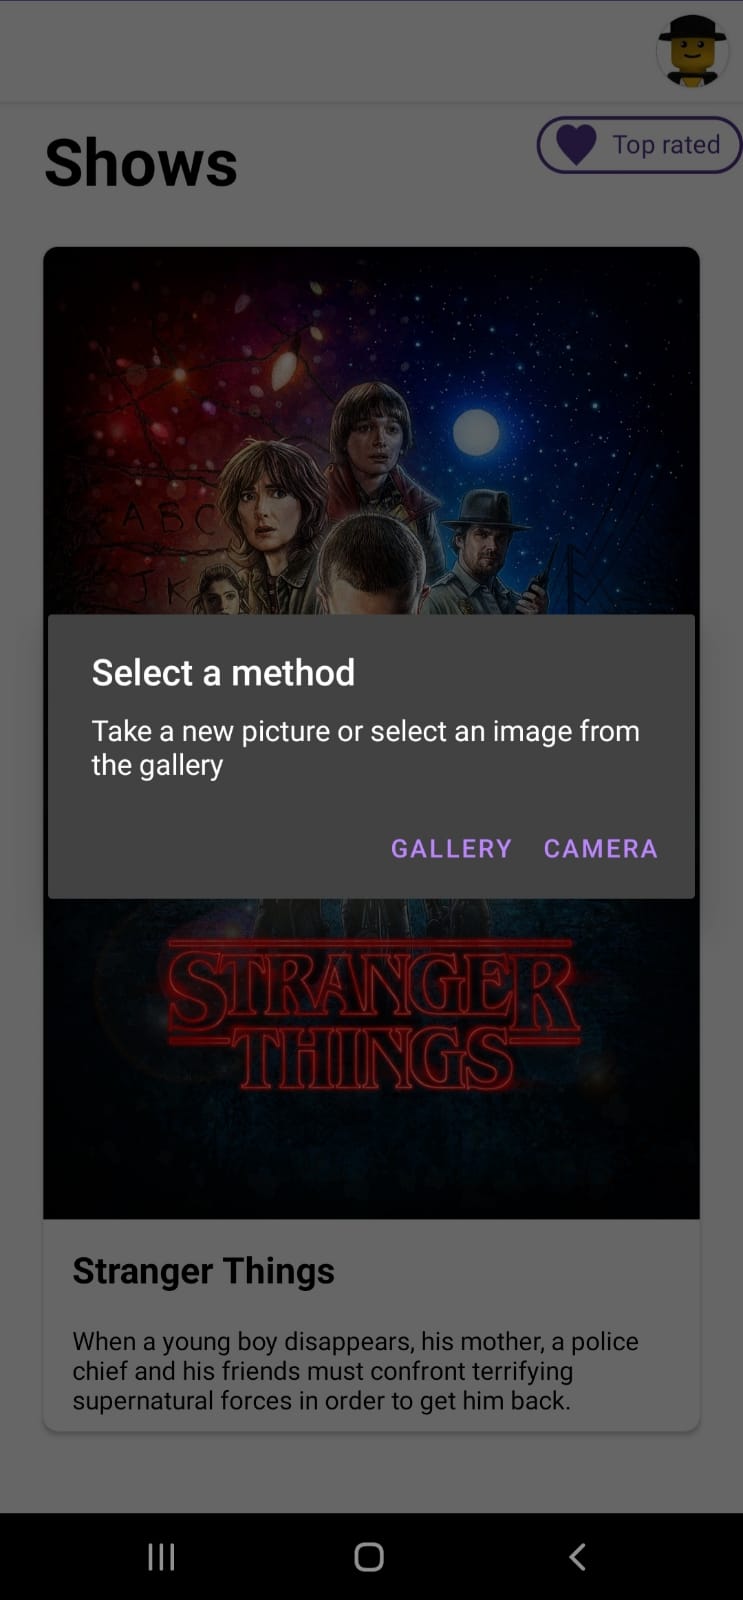 Shows
Top rated
A B C
J K
Select a method
Take a new picture or select an image from
the gallery
GALLERY
CAMERA
STRANGER
THINGS
Stranger Things
When a young boy disappears, his mother, a police
chief and his friends must confront terrifying
supernatural forces in order to get him back.